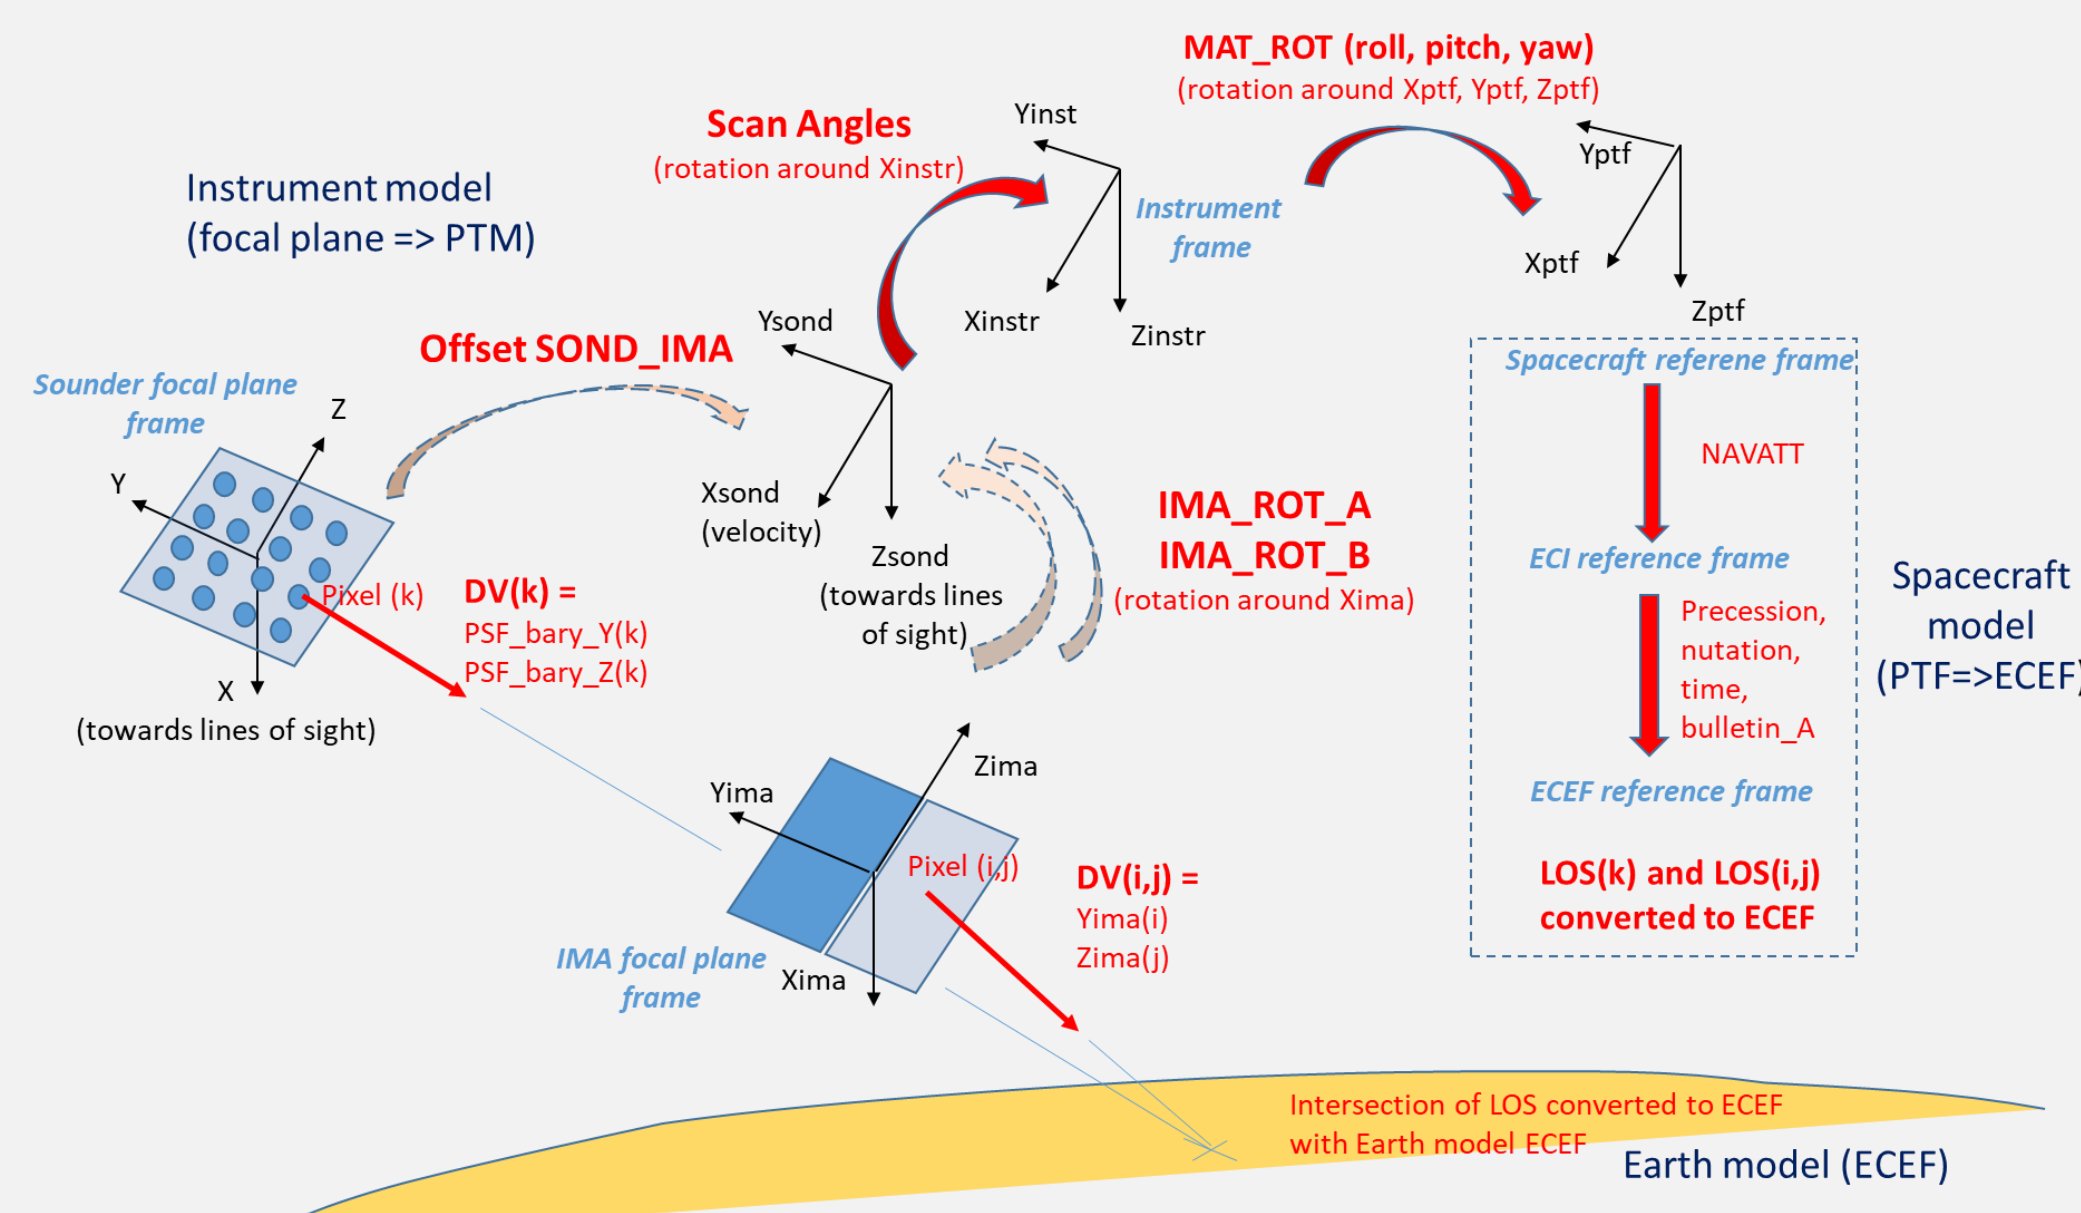 MAT_ROT (roll, pitch, yaw)
(rotation around Xptf, Yptf, Zptf)
Scan Angles
(rotation around Xinstr)
Yinst
Yptf
Instrument model
(focal plane => PTM)
Instrument
frame
Xptf
Zptf
Xinstr
Zinstr
Ysond
Offset SOND_IMA
Sounder focal plane
frame
Z
Y
Pixel (k)
X
(towards lines of sight)
DV(k) =
PSF_bary_Y(k)
PSF_bary_Z(k)
Xsond
(velocity)
Zsond
(towards lines
of sight)
IMA_ROT_A
IMA_ROT_B
(rotation around Xima)
Spacecraft referene frame
NAVATT
ECI reference frame
Precession,
nutation,
time,
bulletin_A
ECEF reference frame
LOS(k) and LOS(i,j)
converted to ECEF
Spacecraft
model
(PTF=>ECEF)
Zima
Yima
Pixel (i,j)
Xima
IMA focal plane
frame
DV(i,j) =
Yima(i)
Zima(j)
Intersection of LOS converted to ECEF
with Earth model ECEF
Earth model (ECEF)